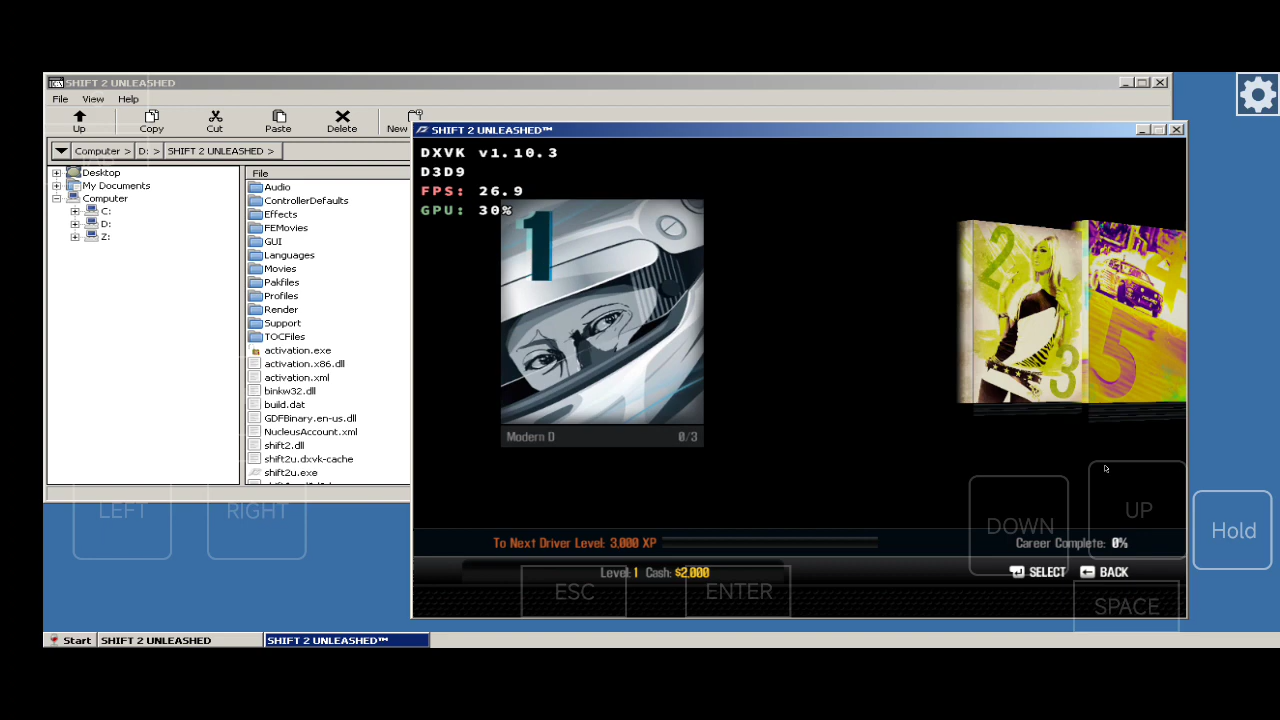 SHIFT 2 UNLEASHED
File View Help
Up Copy Cut Paste Delete New
Computer > D: > SHIFT 2 UNLEASHED >
Desktop
My Documents
Computer
C:
D:
Z:
File
Audio
ControllerDefaults
Effects
FEMovies
GUI
Languages
Movies
Pakfiles
Profiles
Render
Support
TOCFiles
activation.exe
activation.x86.dll
activation.xml
binkw32.dll
build.dat
GDFBinary.en-us.dll
NucleusAccount.xml
shift2.dll
shift2u.dxvk-cache
shift2u.exe
SHIFT 2 UNLEASHED™
DXVK v1.10.3
D3D9
FPS: 26.9
GPU: 30%
1
Modern D 0/3
2
3
4
5
To Next Driver Level: 3,000 XP
Career Complete: 0%
Level: 1 Cash: $2,000
SELECT BACK
LEFT RIGHT
ESC ENTER
DOWN UP
SPACE
Hold
Start SHIFT 2 UNLEASHED SHIFT 2 UNLEASHED™